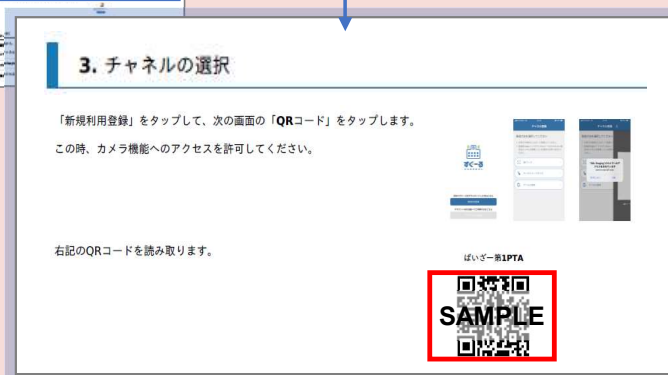 3. チャネルの選択
「新規利用登録」をタップして、次の画面の「QRコード」をタップします。
この時、カメラ機能へのアクセスを許可してください。
すぐーる
右記のQRコードを読み取ります。
ばいざー第1PTA
SAMPLE